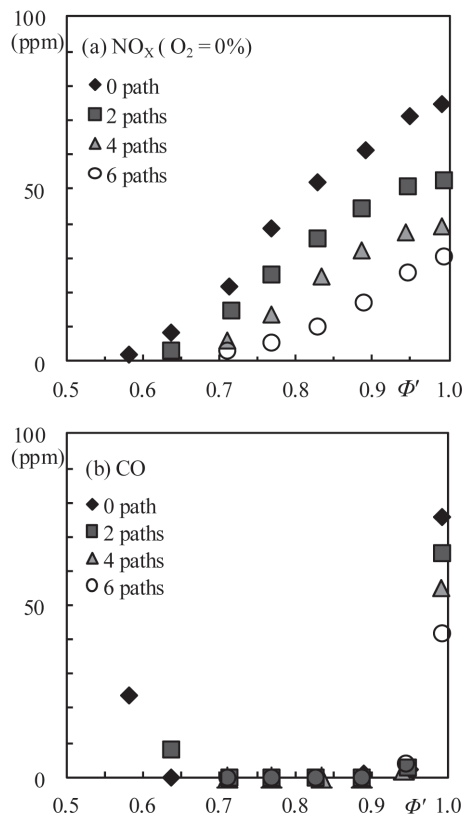 100
(ppm)
(a) NOX ( O2 = 0%)
0 path
2 paths
4 paths
6 paths
50
0
0.5 0.6 0.7 0.8 0.9 Φ' 1.0
100
(ppm)
(b) CO
0 path
2 paths
4 paths
6 paths
50
0
0.5 0.6 0.7 0.8 0.9 Φ' 1.0